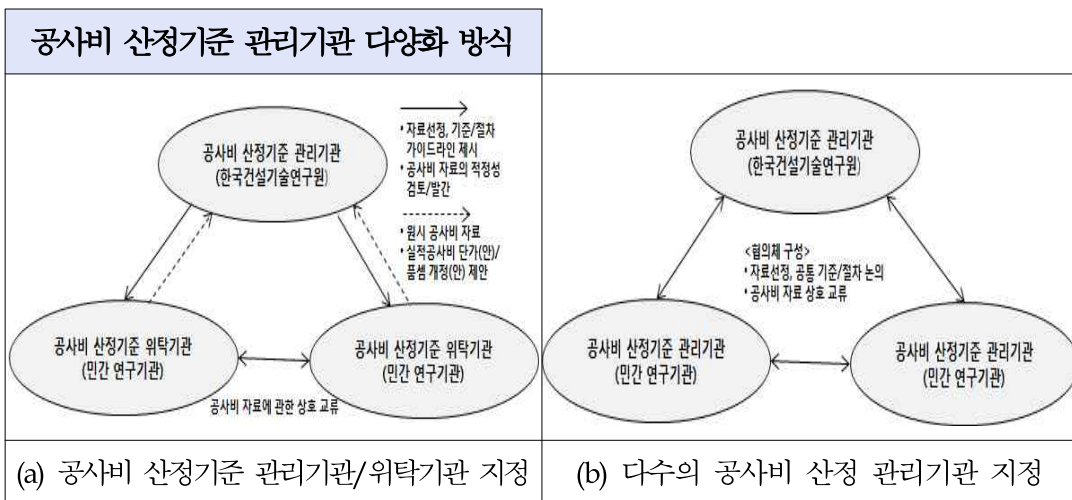 공사비 산정기준 관리기관 다양화 방식
공사비 산정기준 관리기관
(한국건설기술연구원)
• 자료선정, 기준/절차
가이드라인 제시
• 공사비 자료의 적정성
검토/발간
• 원시 공사비 자료
• 실적공사비 단가(안)/
품셈 개정(안) 제안
공사비 산정기준 위탁기관
(민간 연구기관)
공사비 산정기준 위탁기관
(민간 연구기관)
공사비 자료에 관한 상호 교류
(a) 공사비 산정기준 관리기관/위탁기관 지정
공사비 산정기준 관리기관
(한국건설기술연구원)
<협의체 구성>
• 자료선정, 공통 기준/절차 논의
• 공사비 자료 상호 교류
공사비 산정기준 관리기관
(민간 연구기관)
공사비 산정기준 관리기관
(민간 연구기관)
(b) 다수의 공사비 산정 관리기관 지정